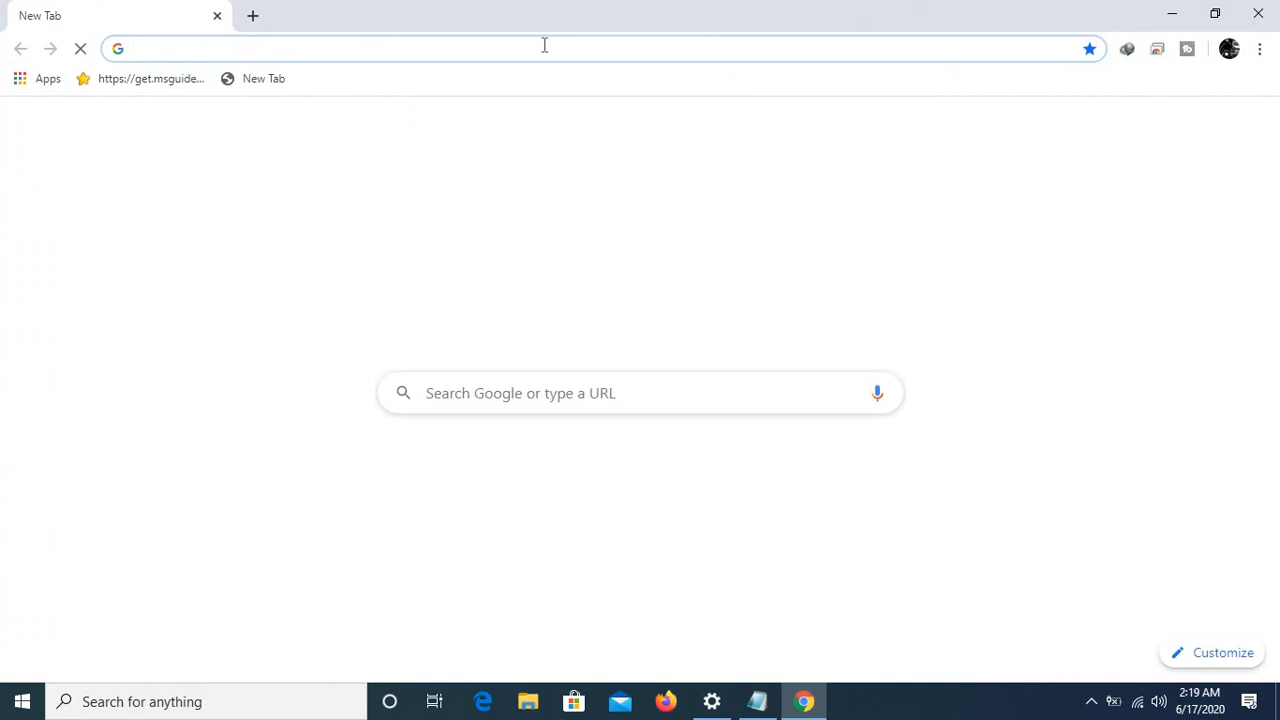 New Tab
Apps
https://get.msguide...
New Tab
Search Google or type a URL
Customize
Search for anything
2:19 AM
6/17/2020